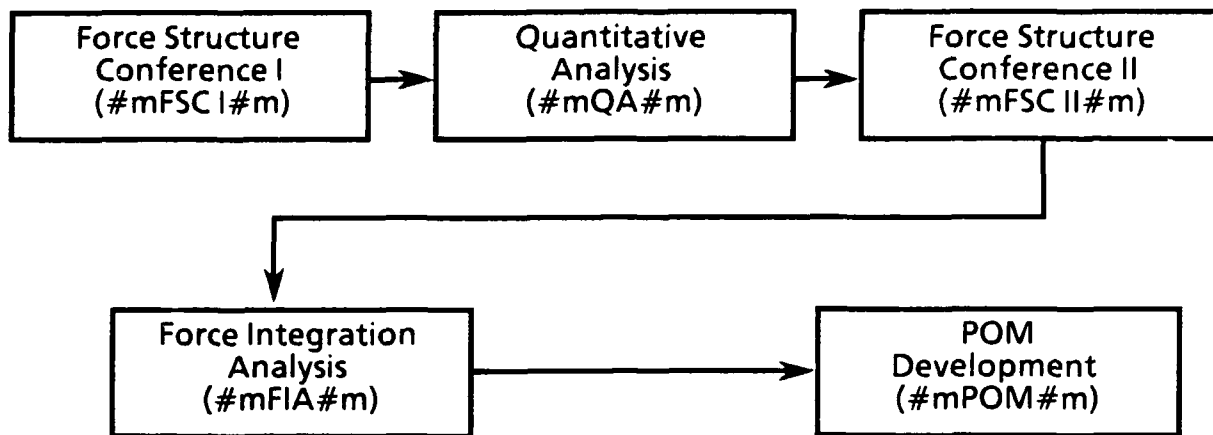 Force Structure
Conference I
(#mFSC I#m)
Quantitative
Analysis
(#mQA#m)
Force Structure
Conference II
(#mFSC II#m)
Force Integration
Analysis
(#mFIA#m)
POM
Development
(#mPOM#m)